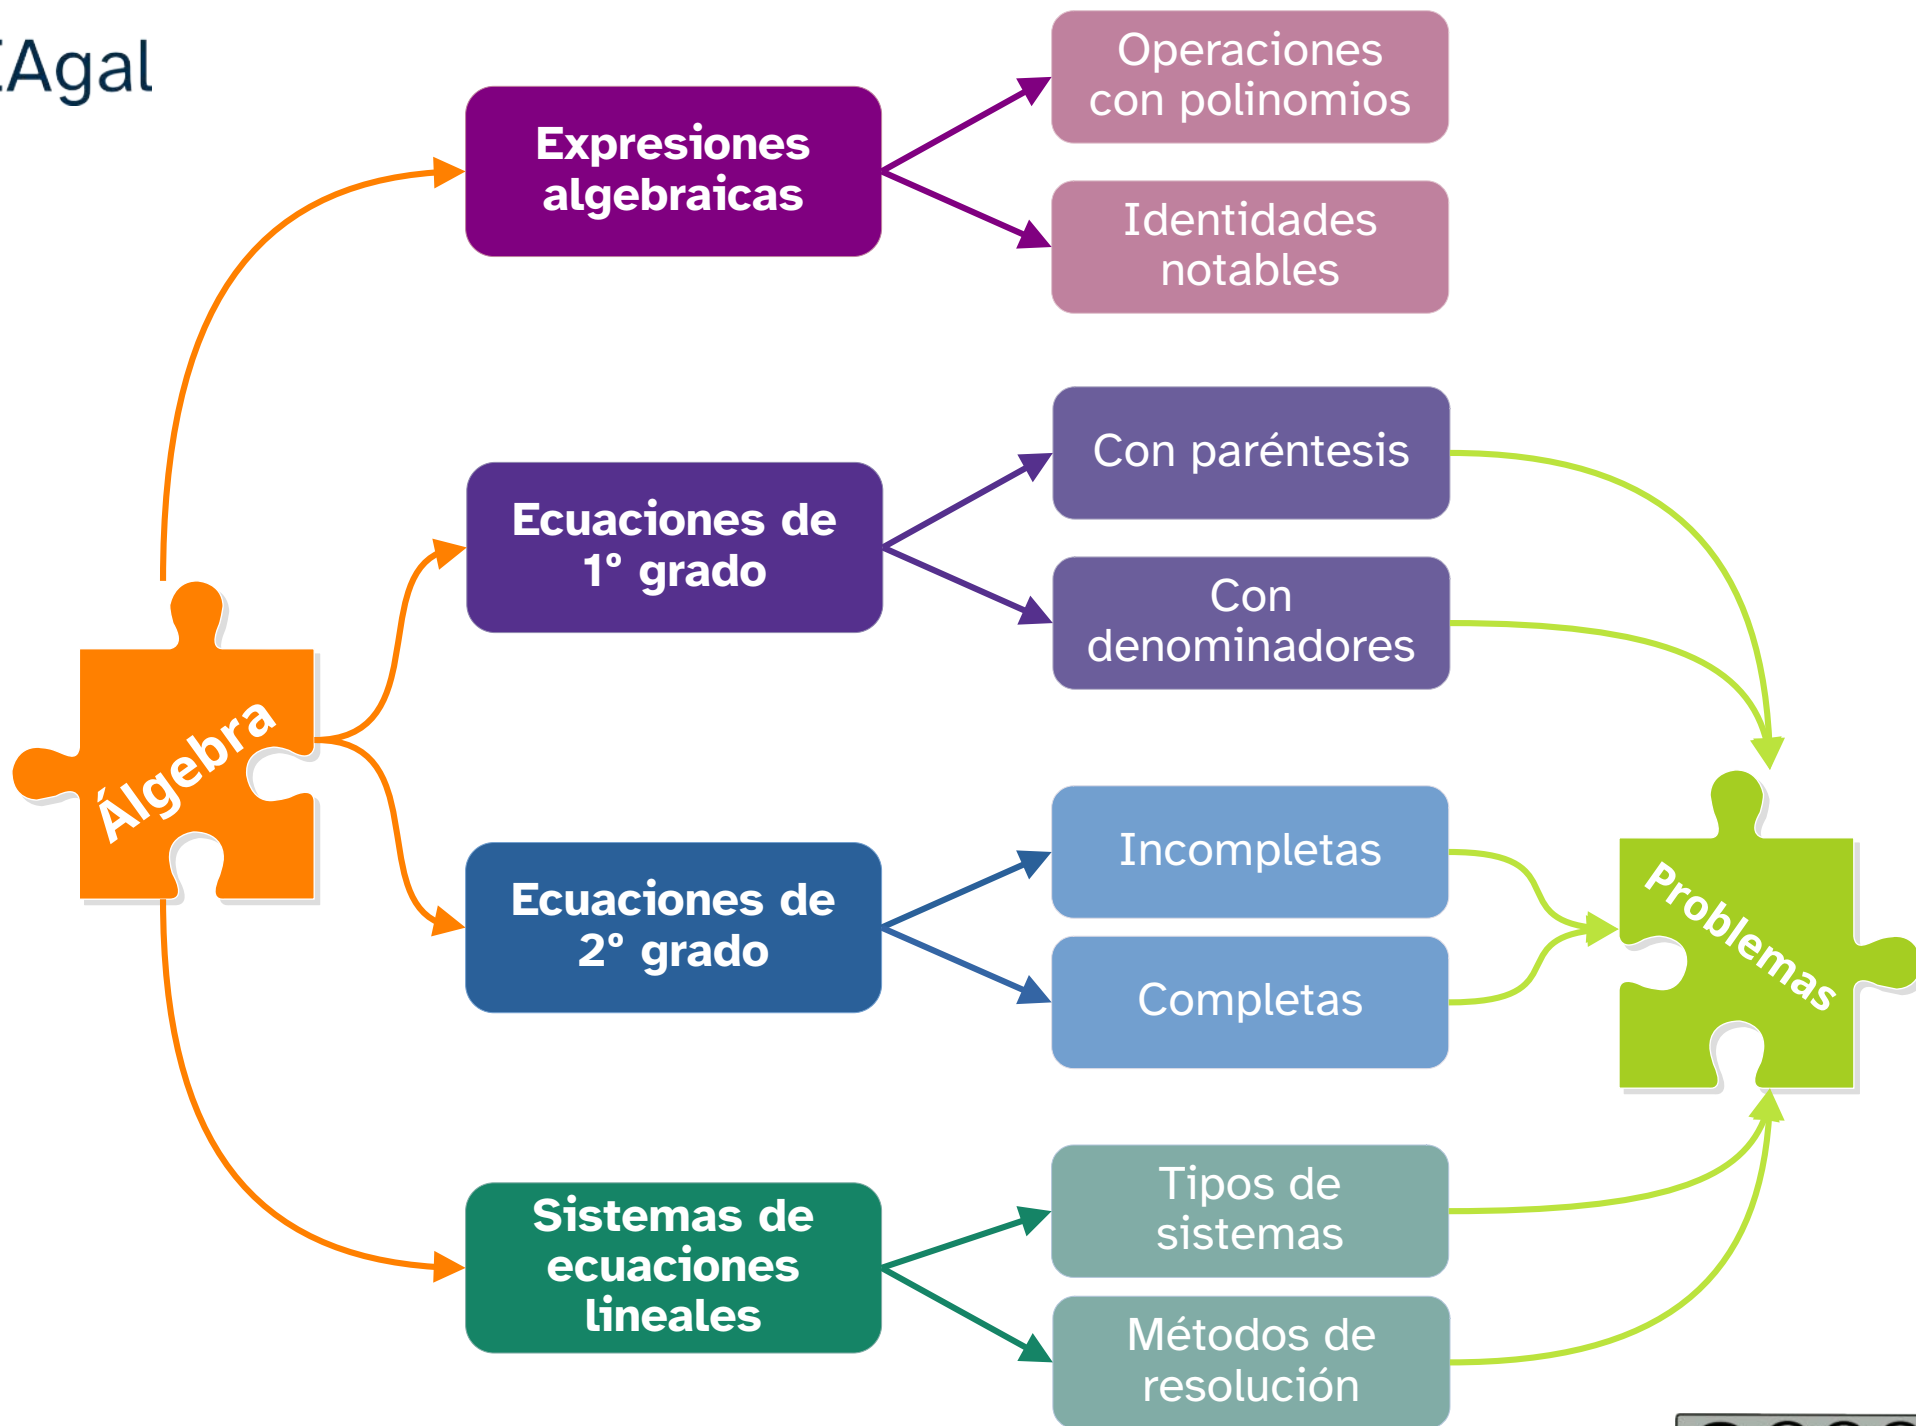 Agal
Expresiones
algebraicas
Operaciones
con polinomios
Identidades
notables
Ecuaciones de
1º grado
Con paréntesis
Con
denominadores
Álgebra
Ecuaciones de
2º grado
Incompletas
Completas
Problemas
Sistemas de
ecuaciones
lineales
Tipos de
sistemas
Métodos de
resolución